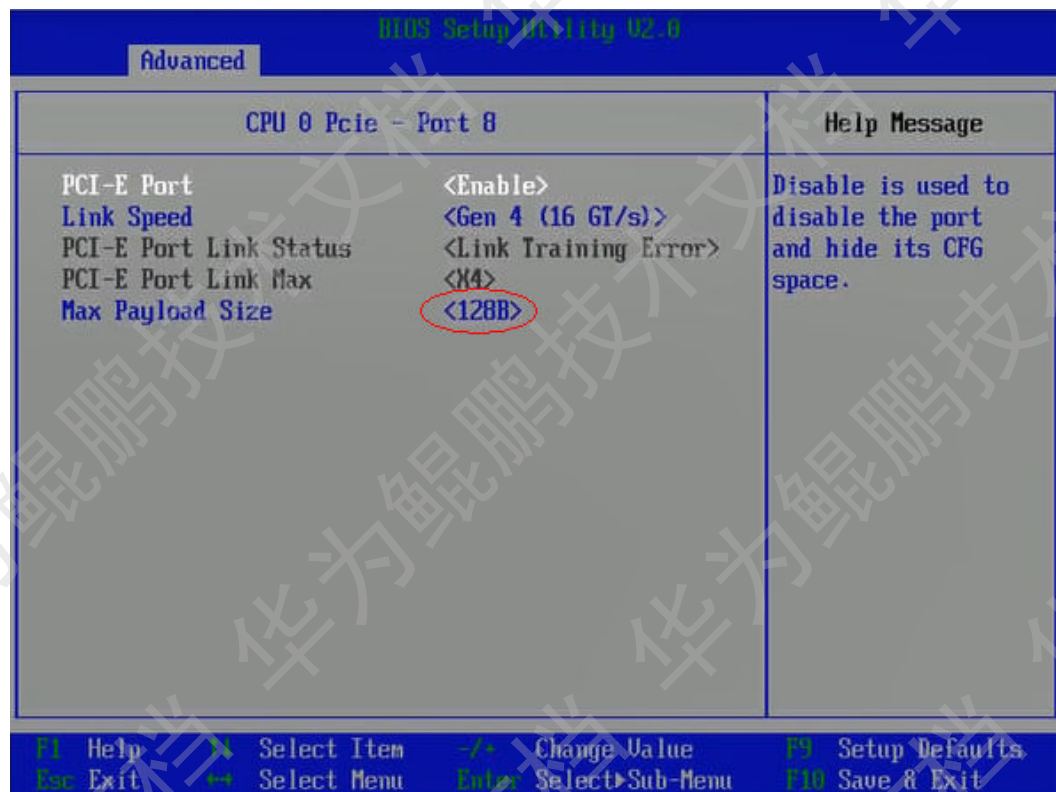 BIOS Setup Utility V2.0
Advanced
CPU 0 Pcie - Port 8
Help Message
PCI-E Port <Enable>
Link Speed <Gen 4 (16 GT/s)>
PCI-E Port Link Status <Link Training Error>
PCI-E Port Link Max <X4>
Max Payload Size <128B>
Disable is used to
disable the port
and hide its CFG
space.
F1 Help ↑↓ Select Item -/+ Change Value F9 Setup Defaults
Esc Exit ↔ Select Menu Enter Select▶Sub-Menu F10 Save & Exit
华为鲲鹏技术文档